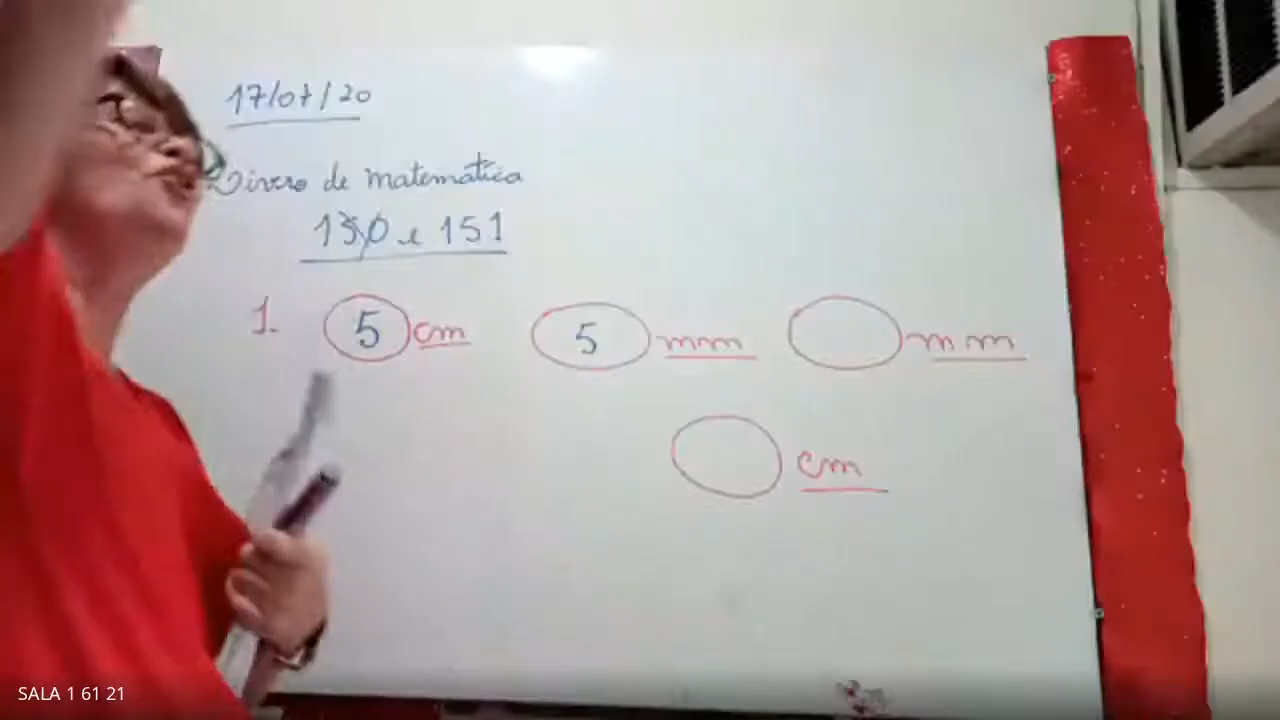 17/07/20
Livro de matemática
150 e 151
1. 5 cm 5 mm mm
cm
SALA 1 61 21